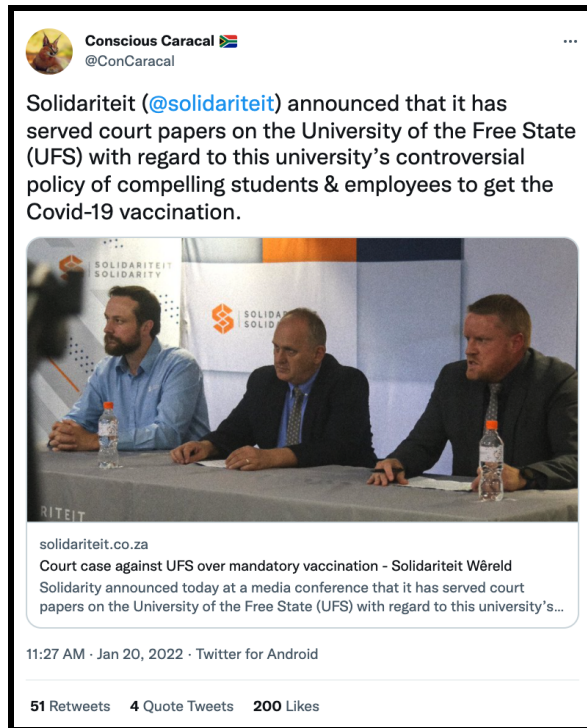 Conscious Caracal 🇿🇦
@ConCaracal
Solidariteit (@solidariteit) announced that it has
served court papers on the University of the Free State
(UFS) with regard to this university's controversial
policy of compelling students & employees to get the
Covid-19 vaccination.
SOLIDARITEIT
SOLIDARITY
SOLIDA
SOLID
RITEIT
solidariteit.co.za
Court case against UFS over mandatory vaccination - Solidariteit Wêreld
Solidarity announced today at a media conference that it has served court
papers on the University of the Free State (UFS) with regard to this university's...
11:27 AM · Jan 20, 2022 · Twitter for Android
51 Retweets 4 Quote Tweets 200 Likes